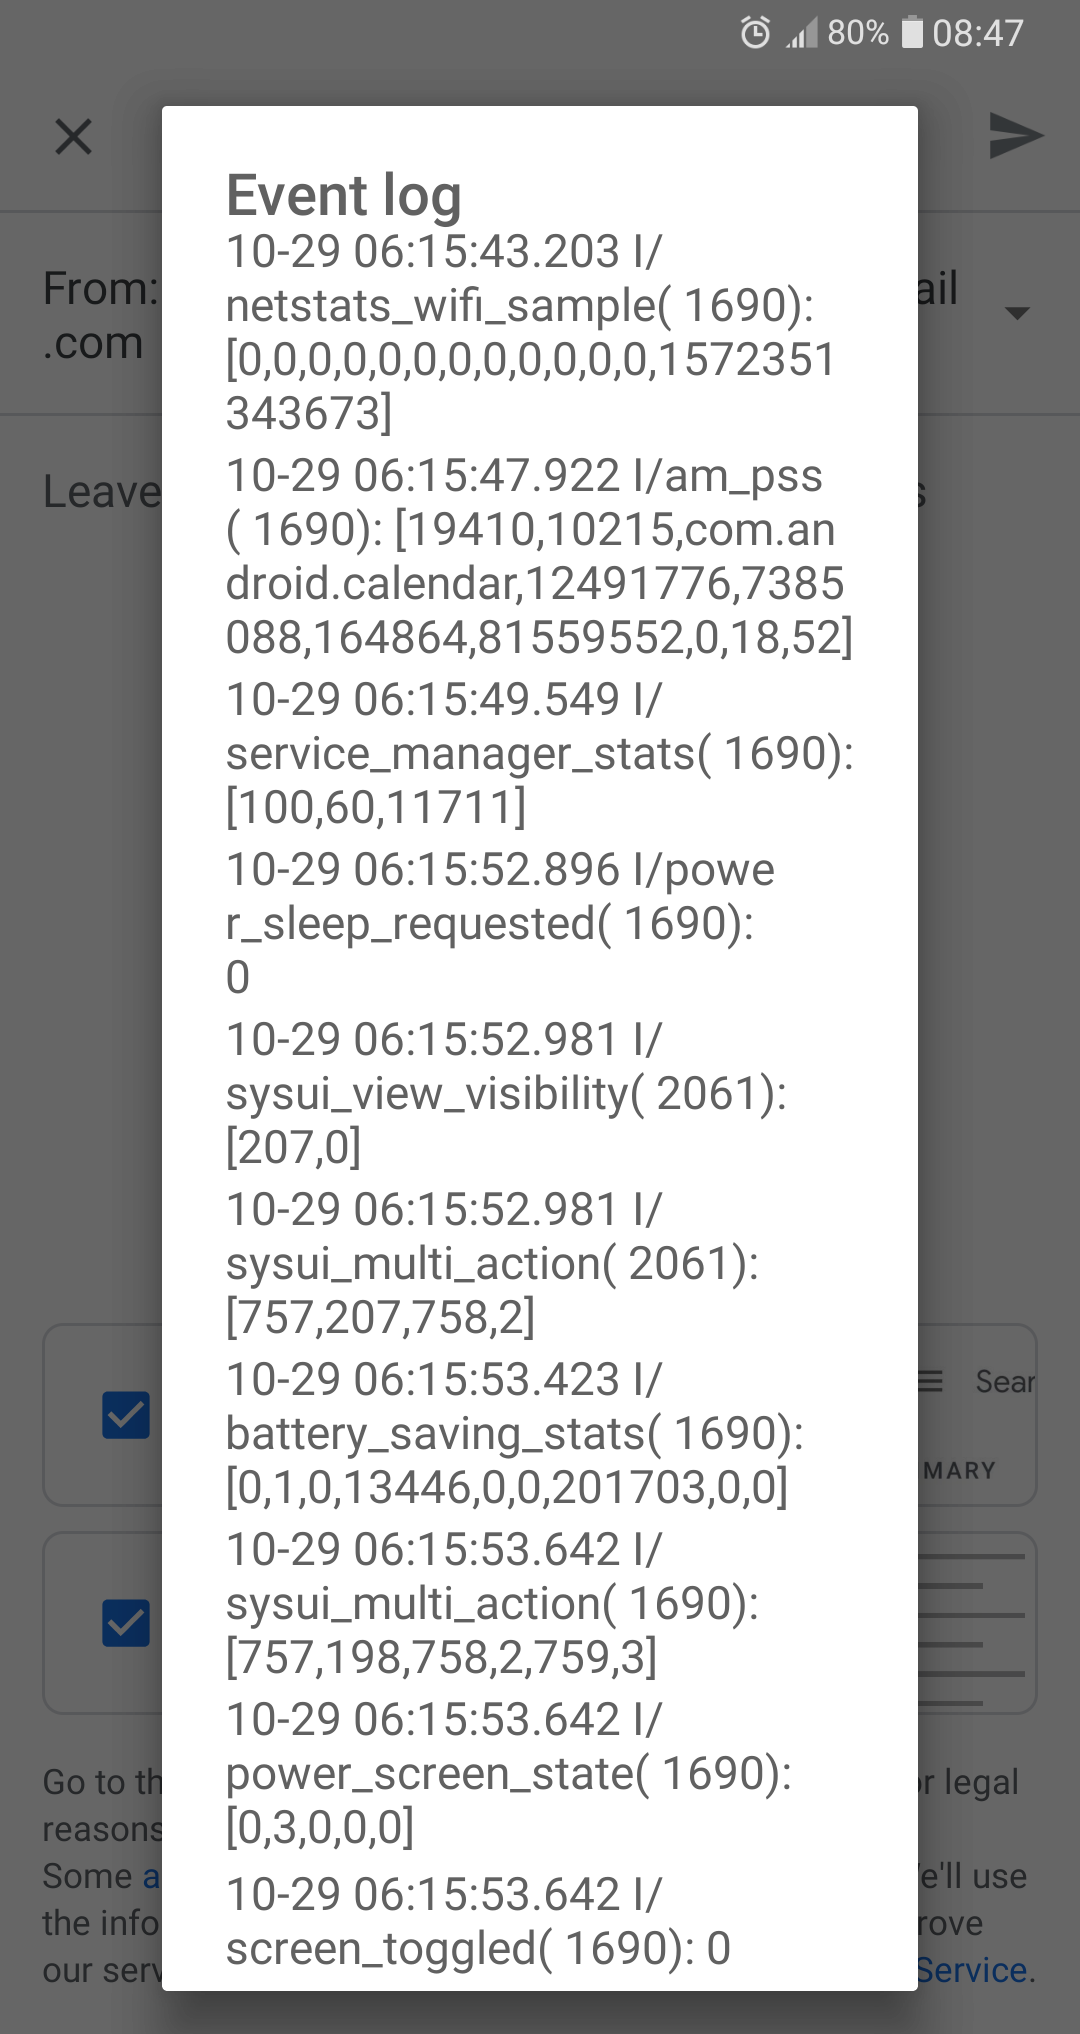 80% 08:47
Event log
10-29 06:15:43.203 I/
netstats_wifi_sample( 1690):
[0,0,0,0,0,0,0,0,0,0,0,0,1572351
343673]
10-29 06:15:47.922 I/am_pss
( 1690): [19410,10215,com.an
droid.calendar,12491776,7385
088,164864,81559552,0,18,52]
10-29 06:15:49.549 I/
service_manager_stats( 1690):
[100,60,11711]
10-29 06:15:52.896 I/powe
r_sleep_requested( 1690):
0
10-29 06:15:52.981 I/
sysui_view_visibility( 2061):
[207,0]
10-29 06:15:52.981 I/
sysui_multi_action( 2061):
[757,207,758,2]
10-29 06:15:53.423 I/
battery_saving_stats( 1690):
[0,1,0,13446,0,0,201703,0,0]
10-29 06:15:53.642 I/
sysui_multi_action( 1690):
[757,198,758,2,759,3]
10-29 06:15:53.642 I/
power_screen_state( 1690):
[0,3,0,0,0]
10-29 06:15:53.642 I/
screen_toggled( 1690): 0
From: ail
.com
Leave s
Sear
MARY
Go to th r legal
reasons
Some a e'll use
the info rove
our serv Service.